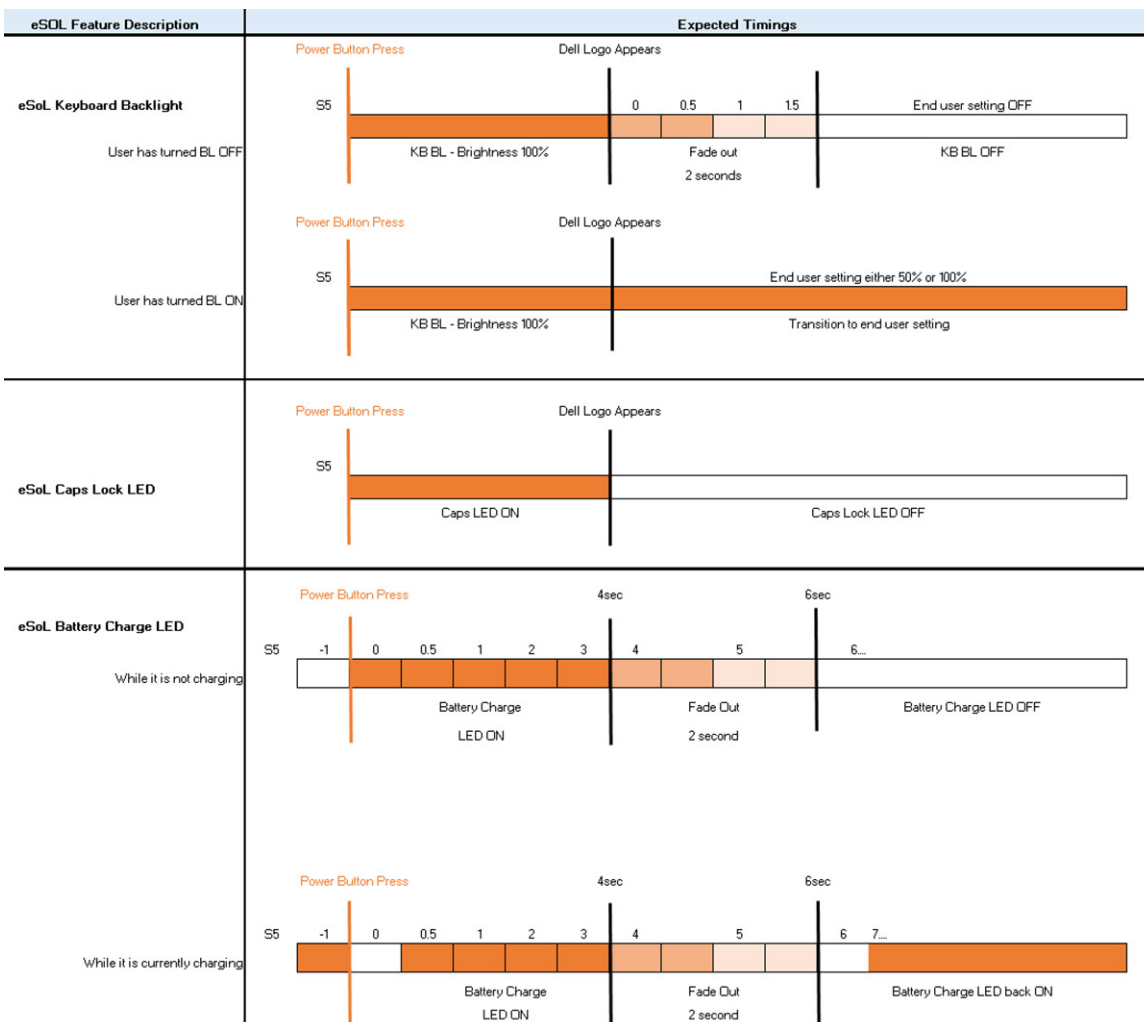 eSOL Feature Description
Expected Timings
Power Button Press
Dell Logo Appears
eSoL Keyboard Backlight
S5
0 0.5 1 1.5
End user setting OFF
User has turned BL OFF
KB BL - Brightness 100%
Fade out
KB BL OFF
2 seconds
Power Button Press
Dell Logo Appears
S5
End user setting either 50% or 100%
User has turned BL ON
KB BL - Brightness 100%
Transition to end user setting
Power Button Press
Dell Logo Appears
S5
eSoL Caps Lock LED
Caps LED ON
Caps Lock LED OFF
Power Button Press
4sec
6sec
eSoL Battery Charge LED
S5
-1 0 0.5 1 2 3 4 5 6....
While it is not charging
Battery Charge
Fade Out
Battery Charge LED OFF
LED ON
2 second
Power Button Press
4sec
6sec
S5
-1 0 0.5 1 2 3 4 5 6 7....
While it is currently charging
Battery Charge
Fade Out
Battery Charge LED back ON
LED ON
2 second